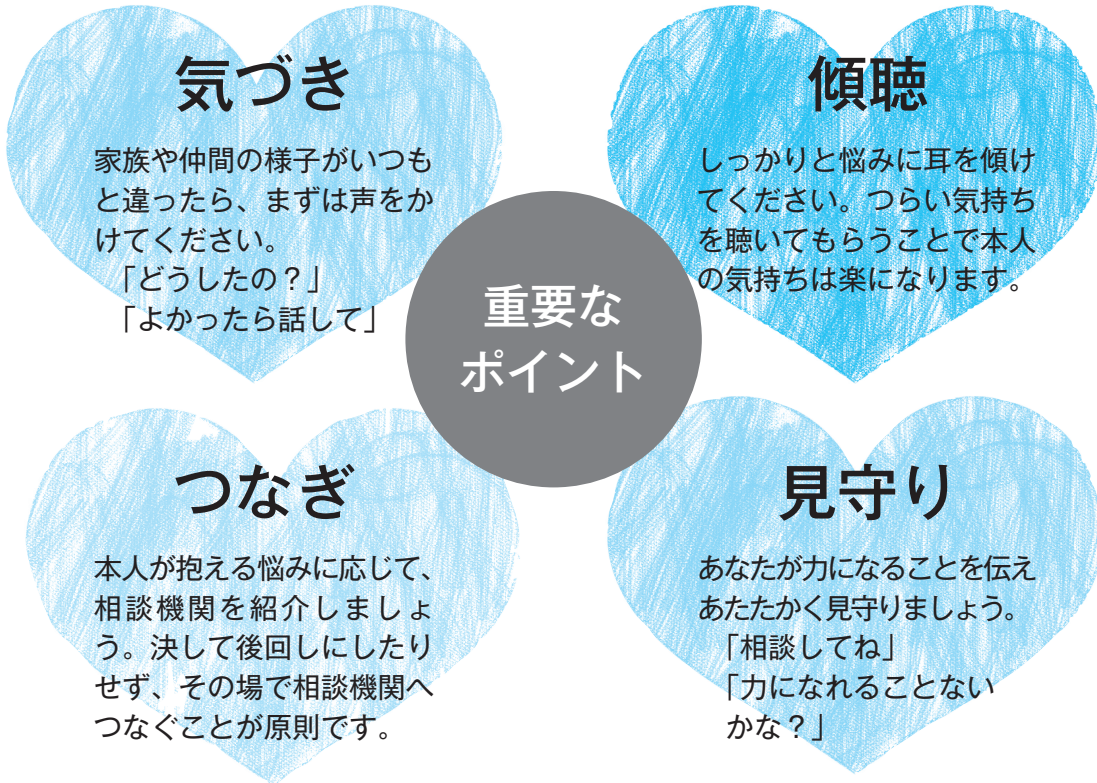 気づき
家族や仲間の様子がいつも
と違ったら、まずは声をか
けてください。
「どうしたの？」
「よかったら話して」
傾聴
しっかりと悩みに耳を傾け
てください。つらい気持ち
を聴いてもらうことで本人
の気持ちは楽になります。
重要な
ポイント
つなぎ
本人が抱える悩みに応じて、
相談機関を紹介しましょ
う。決して後回しにしたり
せず、その場で相談機関へ
つなぐことが原則です。
見守り
あなたが力になることを伝え
あたたかく見守りましょう。
「相談してね」
「力になれることない
かな？」